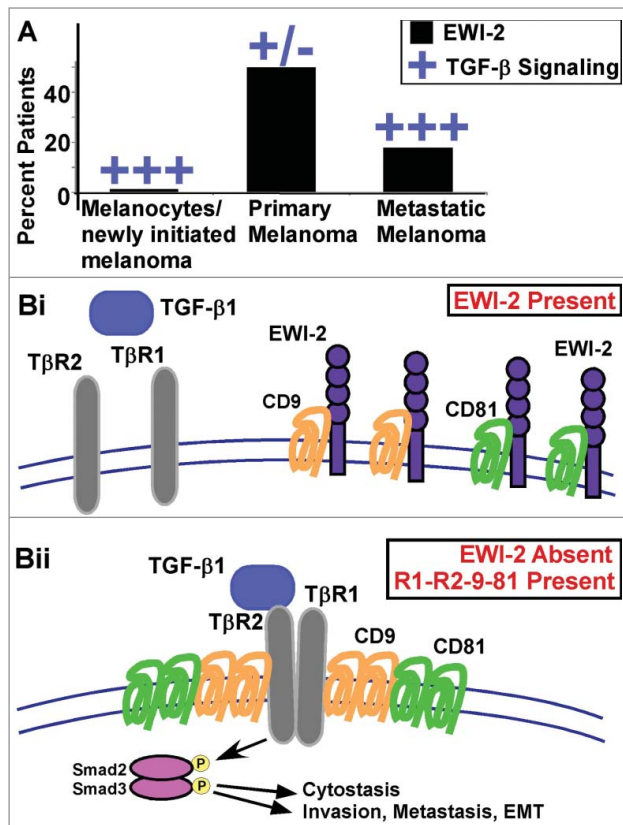 A
EWI-2
TGF-β Signaling
+/-
+++
+++
Percent Patients
40
20
0
Melanocytes/
newly initiated
melanoma
Primary
Melanoma
Metastatic
Melanoma
Bi
EWI-2 Present
TGF-β1
TβR2
TβR1
EWI-2
EWI-2
CD9
CD81
Bii
EWI-2 Absent
R1-R2-9-81 Present
TGF-β1
TβR1
TβR2
CD9
CD81
Smad2
P
Smad3
P
Cytostasis
Invasion, Metastasis, EMT